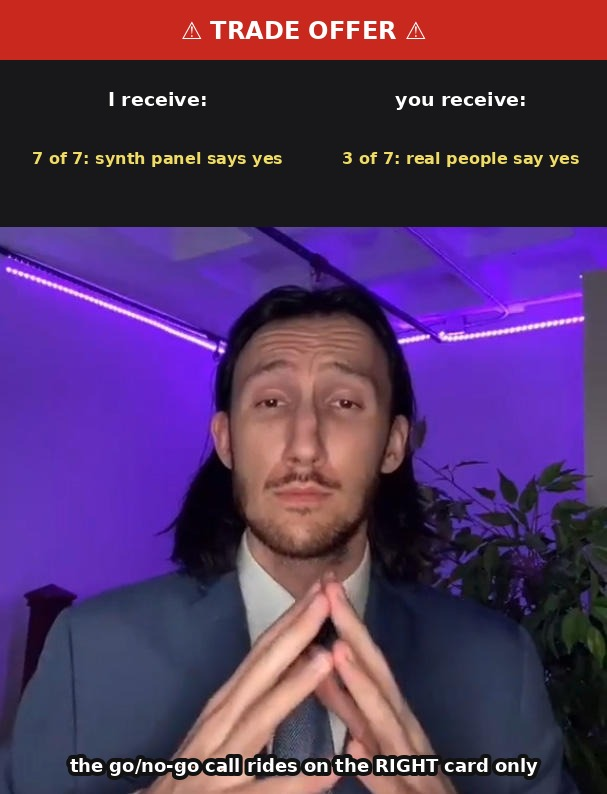 ⚠ TRADE OFFER ⚠
I receive:
you receive:
7 of 7: synth panel says yes
3 of 7: real people say yes
the go/no-go call rides on the RIGHT card only